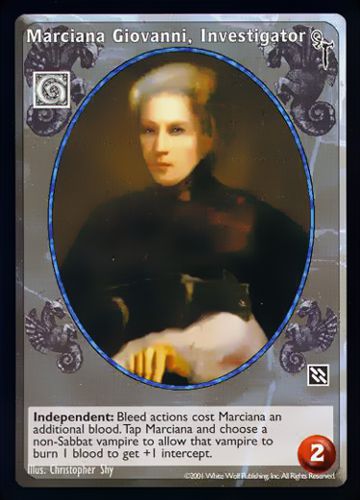 Marciana Giovanni, Investigator
Independent: Bleed actions cost Marciana an
additional blood. Tap Marciana and choose a
non-Sabbat vampire to allow that vampire to
burn 1 blood to get +1 intercept.
2
Illus: Christopher Shy
©2001 White Wolf Publishing, Inc. All Rights Reserved.